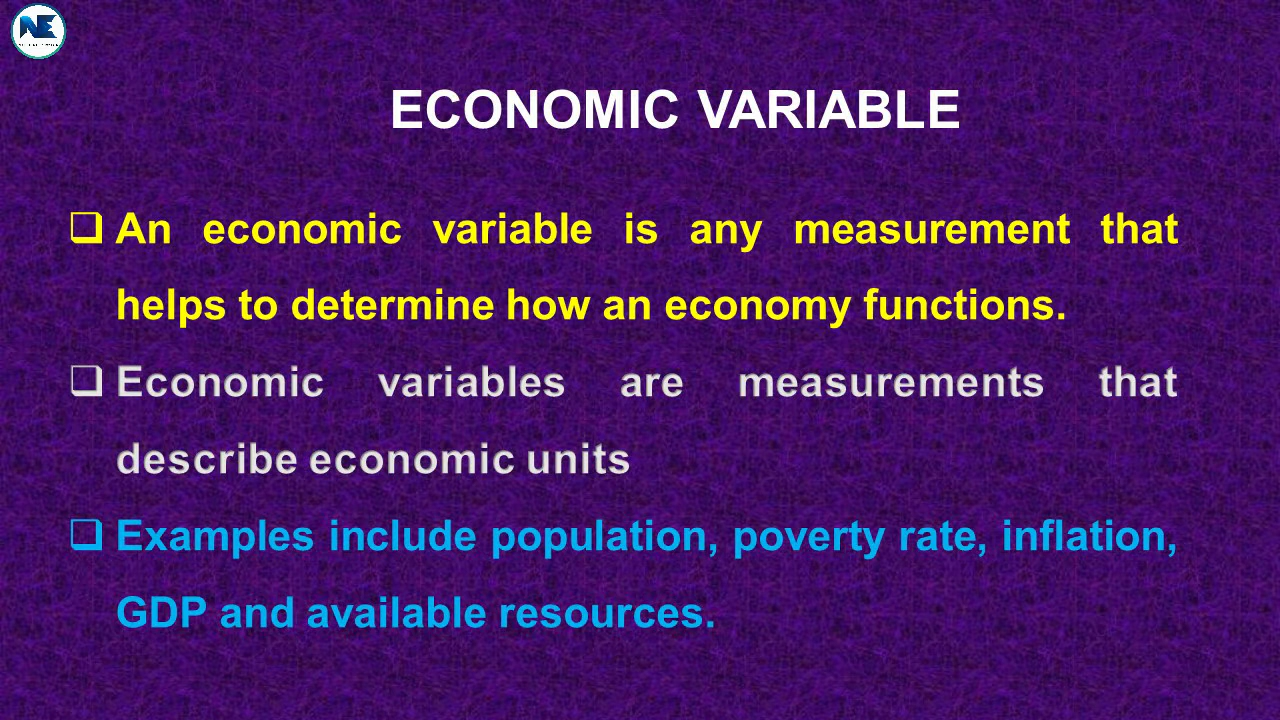 NE
ECONOMIC VARIABLE
An economic variable is any measurement that
helps to determine how an economy functions.
Economic variables are measurements that
describe economic units
Examples include population, poverty rate, inflation,
GDP and available resources.